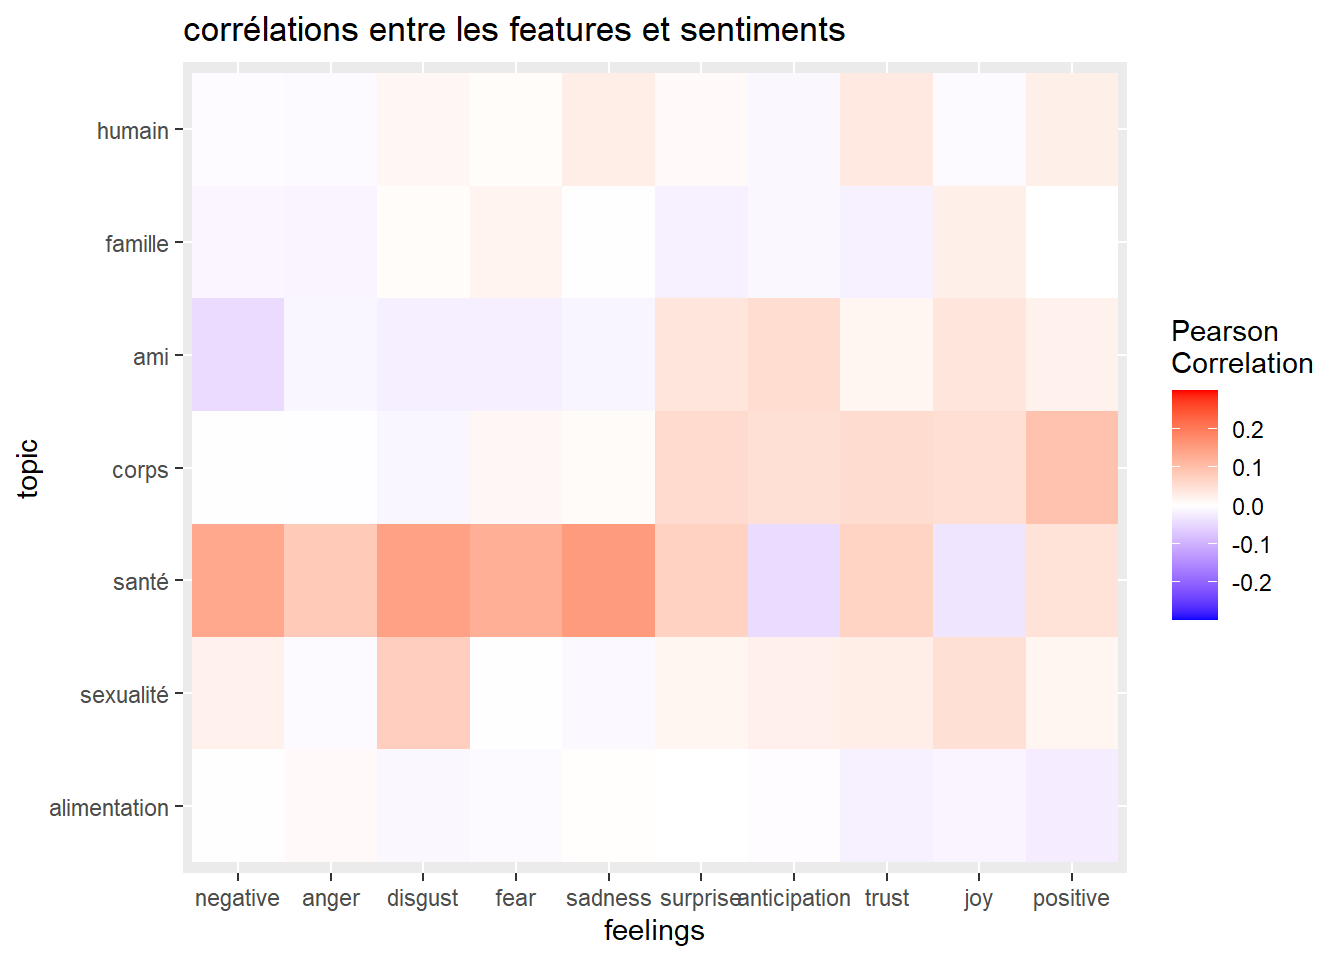 corrélations entre les features et sentiments
humain
famille
ami
corps
santé
sexualité
alimentation
topic
negative anger disgust fear sadness surprise anticipation trust joy positive
feelings
Pearson
Correlation
0.2
0.1
0.0
-0.1
-0.2